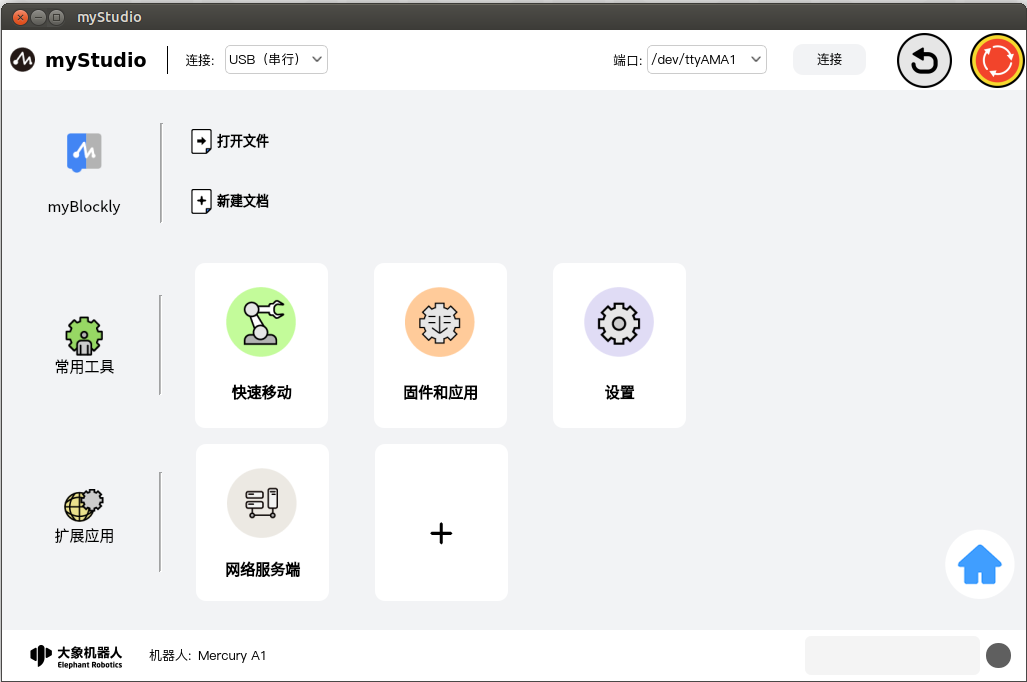 myStudio
myStudio 连接: USB（串行） 端口: /dev/ttyAMA1 连接
打开文件
myBlockly
新建文档
常用工具
快速移动 固件和应用 设置
扩展应用
网络服务端
大象机器人
Elephant Robotics
机器人: Mercury A1